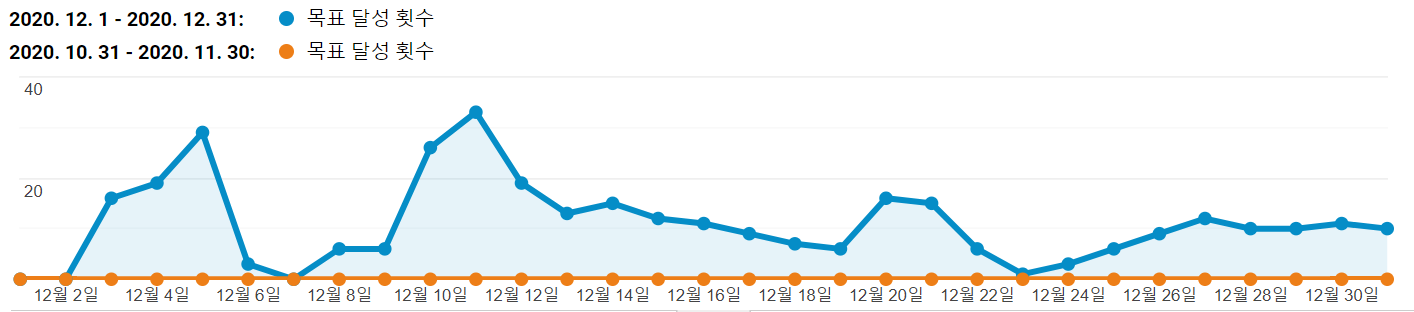 2020. 12. 1 - 2020. 12. 31: 목표 달성 횟수
2020. 10. 31 - 2020. 11. 30: 목표 달성 횟수
40
20
12월 2일 12월 4일 12월 6일 12월 8일 12월 10일 12월 12일 12월 14일 12월 16일 12월 18일 12월 20일 12월 22일 12월 24일 12월 26일 12월 28일 12월 30일